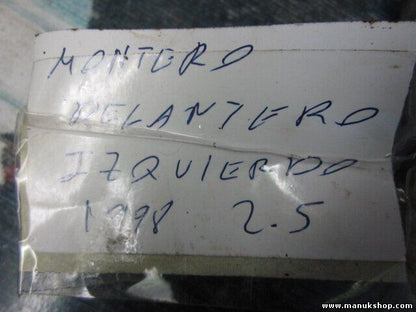 MONTERO
DELANTERO
IZQUIERDO
1998 2.5
www.manukshop.com